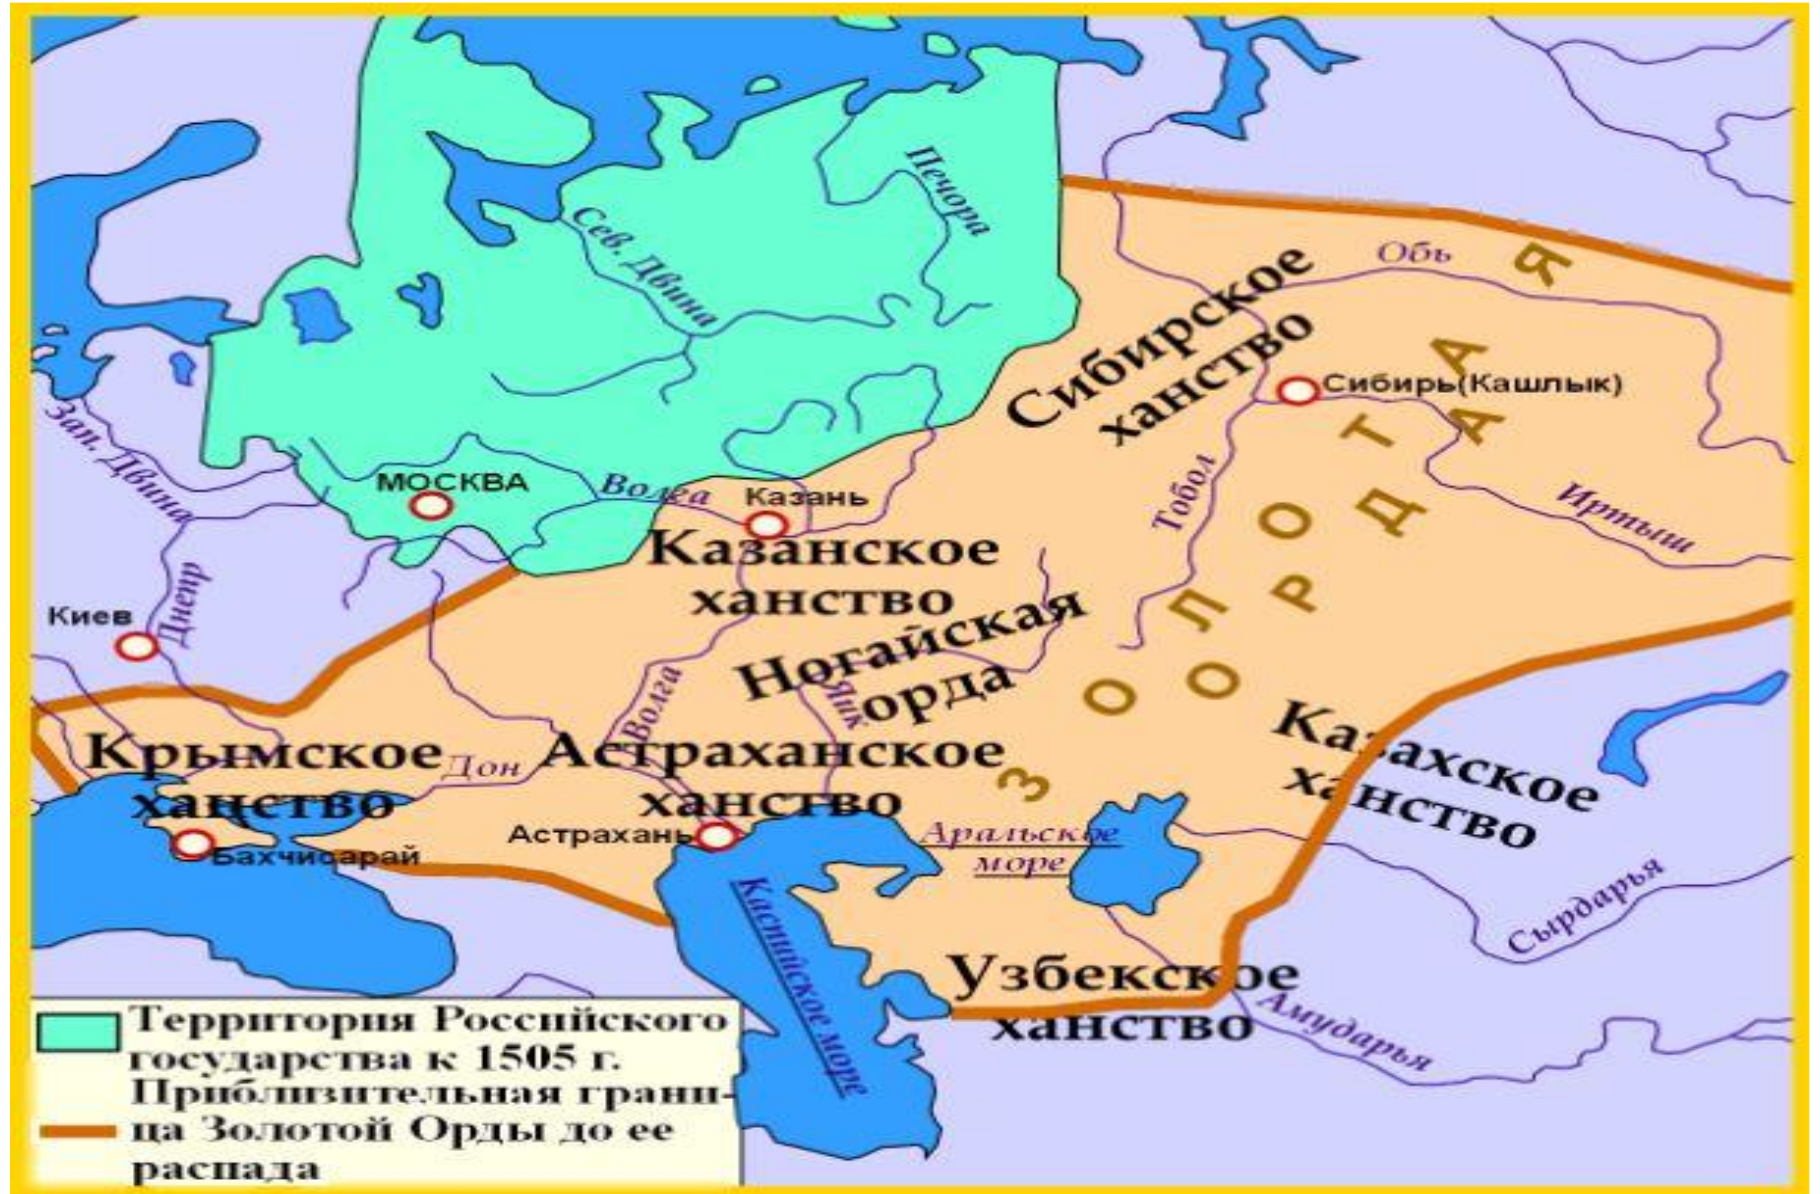 Печора
Сев. Двина
Обь
Сибирское
ханство
Сибирь(Кашлык)
ЗОЛОТАЯ
ОРДА
Зап. Двина
МОСКВА
Волга
Казань
Тобол
Иртыш
Казанское
ханство
Днепр
Киев
Ногайская
орда
Волга
Яик
Казахское
ханство
Крымское
ханство
Дон
Астраханское
ханство
Астрахань
Бахчисарай
Аральское
море
Каспийское море
Сырдарья
Узбекское
ханство
Амударья
Территория Российского
государства к 1505 г.
Приблизительная грани-
ца Золотой Орды до ее
распада